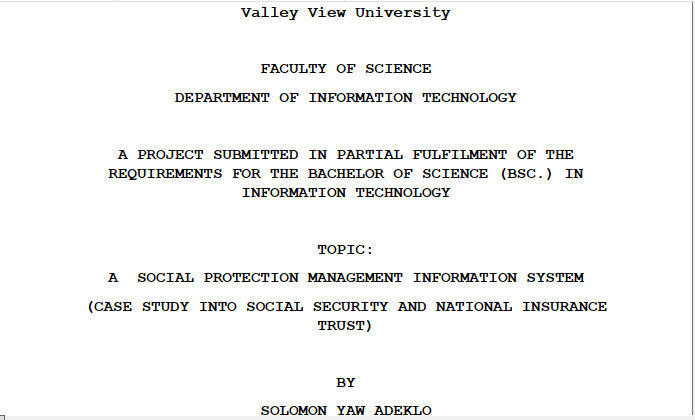 Valley View University
FACULTY OF SCIENCE
DEPARTMENT OF INFORMATION TECHNOLOGY
A PROJECT SUBMITTED IN PARTIAL FULFILMENT OF THE
REQUIREMENTS FOR THE BACHELOR OF SCIENCE (BSC.) IN
INFORMATION TECHNOLOGY
TOPIC:
A  SOCIAL PROTECTION MANAGEMENT INFORMATION SYSTEM
(CASE STUDY INTO SOCIAL SECURITY AND NATIONAL INSURANCE
TRUST)
BY
SOLOMON YAW ADEKLO